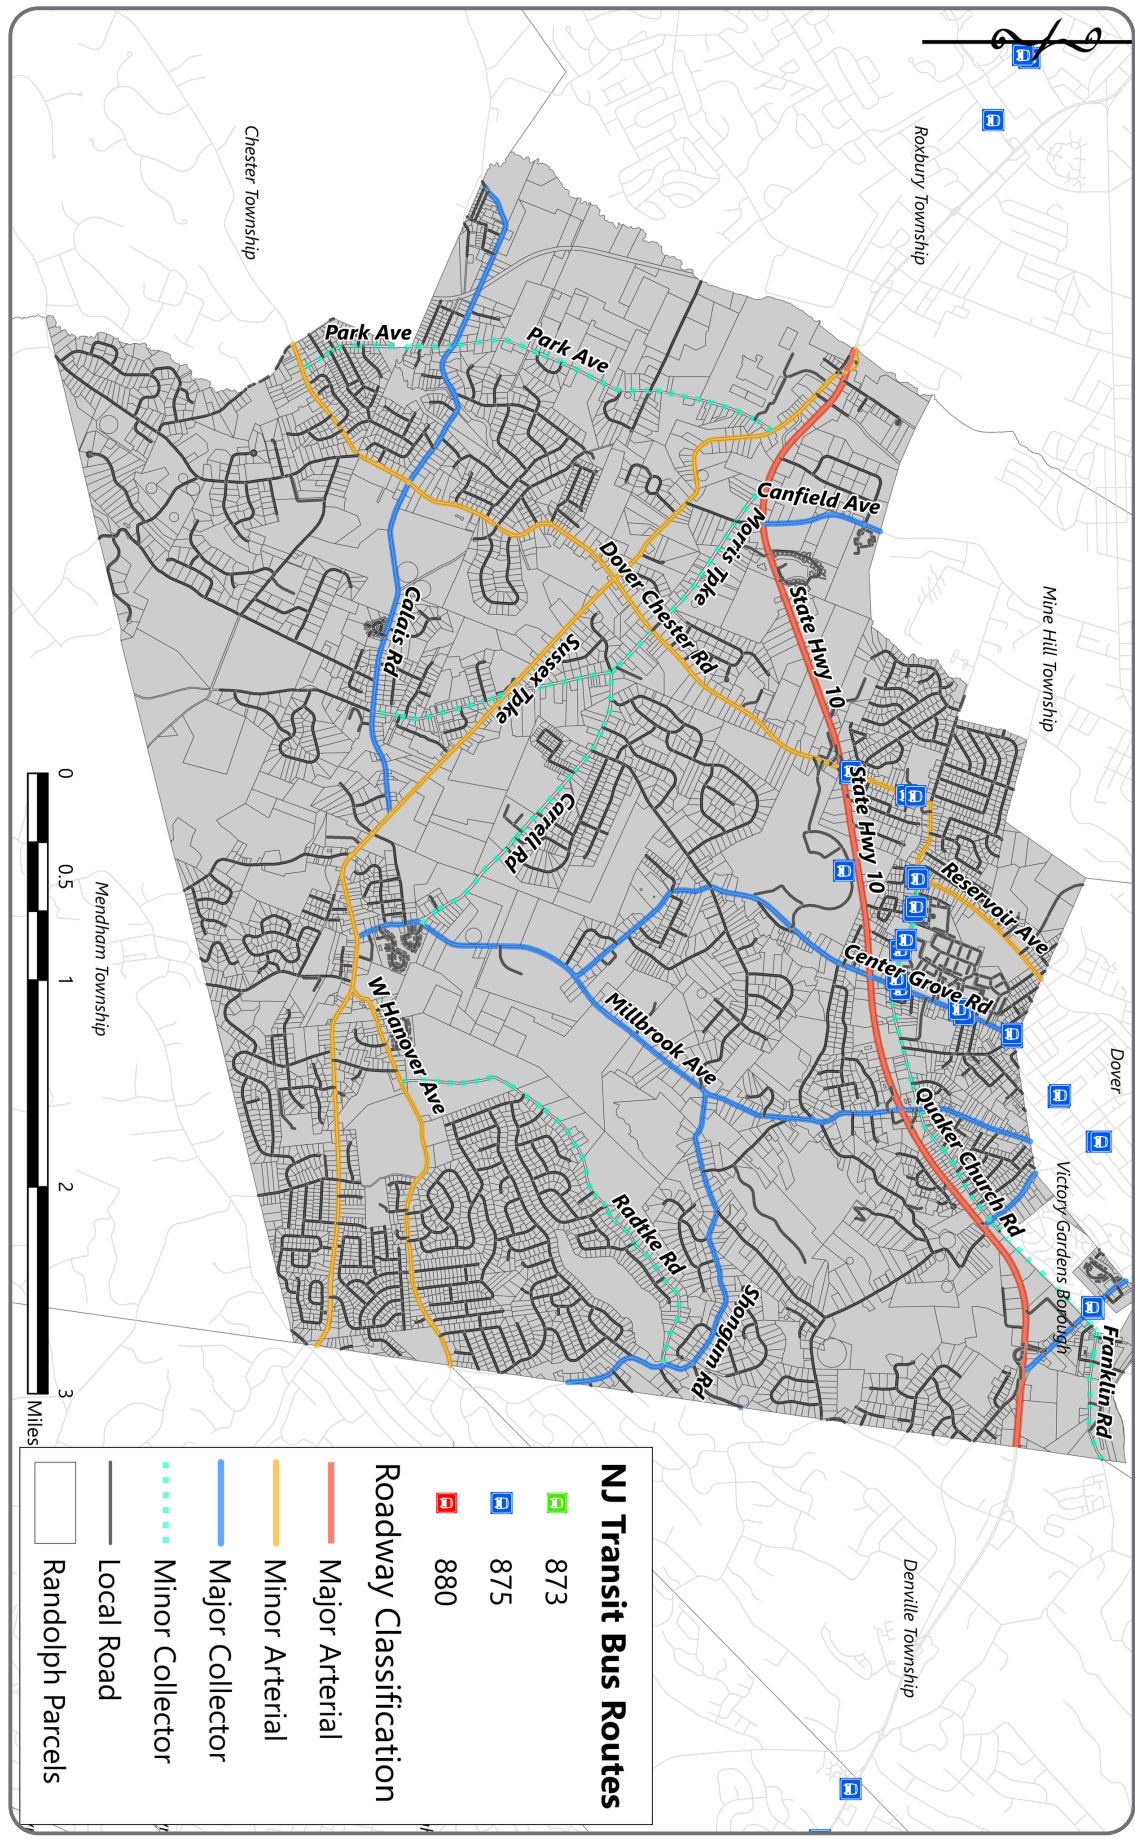 Roxbury Township
Chester Township
Mine Hill Township
Park Ave
Park Ave
Canfield Ave
Morris Tpke
Dover Chester Rd
State Hwy 10
Calais Rd
Sussex Tpke
State Hwy 10
Carrell Rd
Reservoir Ave
Center Grove Rd
Dover
Mendham Township
W Hanover Ave
Millbrook Ave
Quaker Church Rd
Victory Gardens Borough
Radtke Rd
Shongum Rd
Franklin Rd
Denville Township
0 0.5 1 2 3
Miles
NJ Transit Bus Routes
873
875
880
Roadway Classification
Major Arterial
Minor Arterial
Major Collector
Minor Collector
Local Road
Randolph Parcels